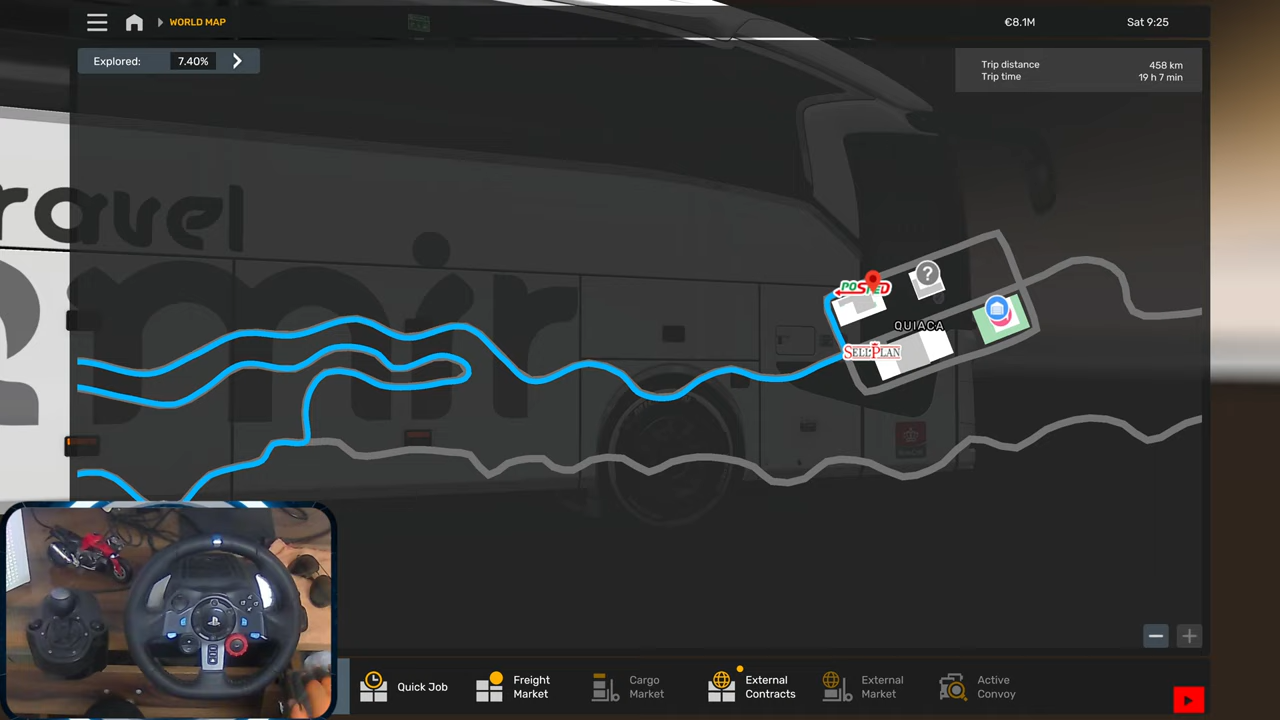 WORLD MAP
€8.1M
Sat 9:25
Explored: 7.40%
Trip distance 458 km
Trip time 19 h 7 min
ravel
POSPED
QUIACA
SELLPLAN
Quick Job
Freight
Market
Cargo
Market
External
Contracts
External
Market
Active
Convoy